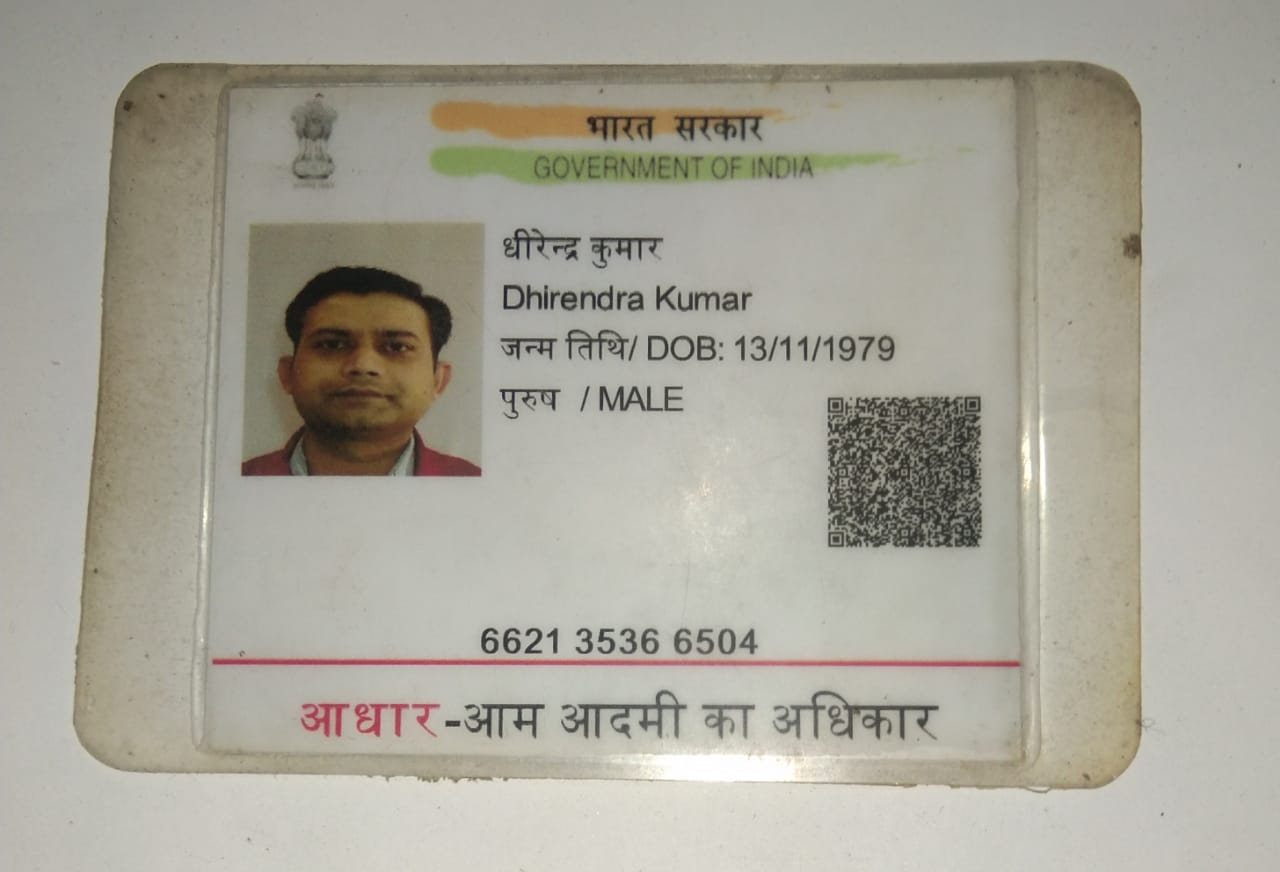 भारत सरकार
GOVERNMENT OF INDIA
धीरेन्द्र कुमार
Dhirendra Kumar
जन्म तिथि/ DOB: 13/11/1979
पुरुष / MALE
6621 3536 6504
आधार-आम आदमी का अधिकार